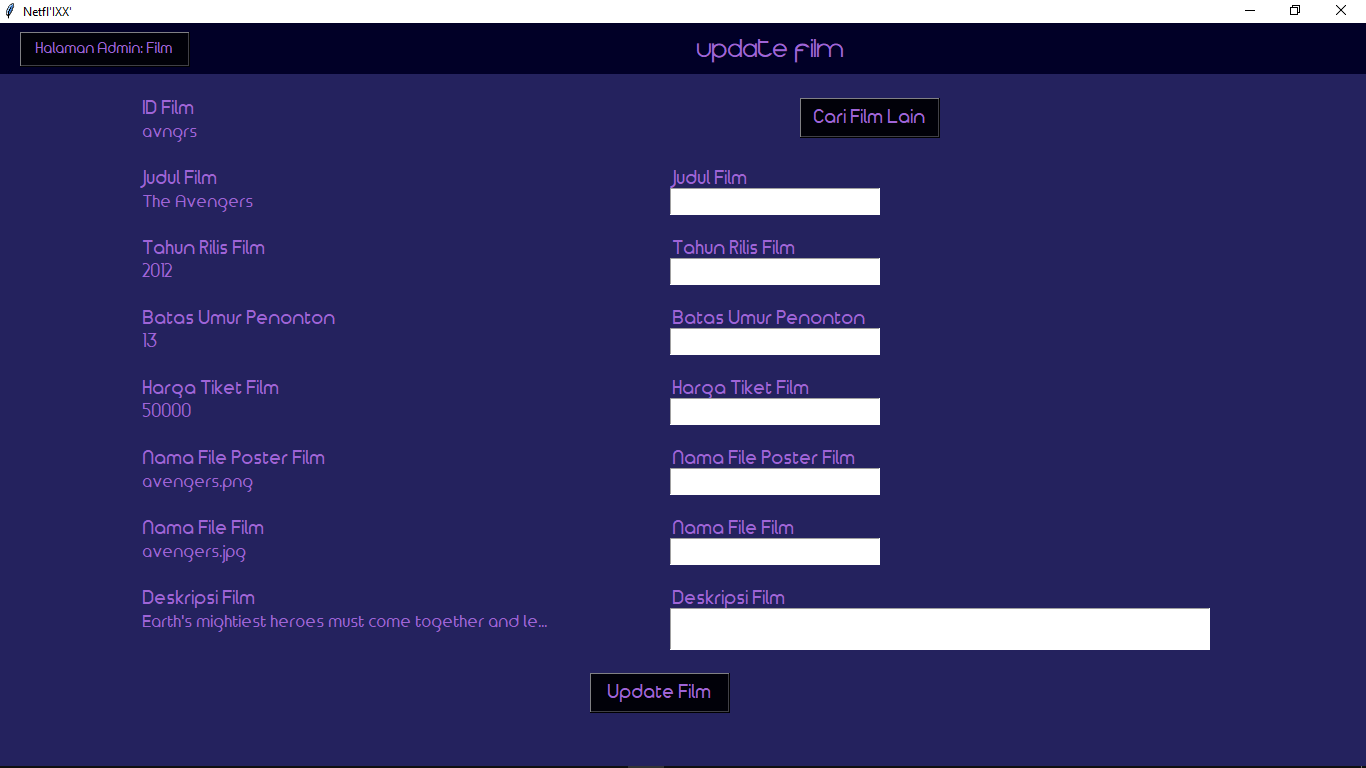 Netfl'IXX'
Halaman Admin: Film
update film
ID Film
avngrs
Cari Film Lain
Judul Film
The Avengers
Judul Film
Tahun Rilis Film
2012
Tahun Rilis Film
Batas Umur Penonton
13
Batas Umur Penonton
Harga Tiket Film
50000
Harga Tiket Film
Nama File Poster Film
avengers.png
Nama File Poster Film
Nama File Film
avengers.jpg
Nama File Film
Deskripsi Film
Earth's mightiest heroes must come together and le...
Deskripsi Film
Update Film